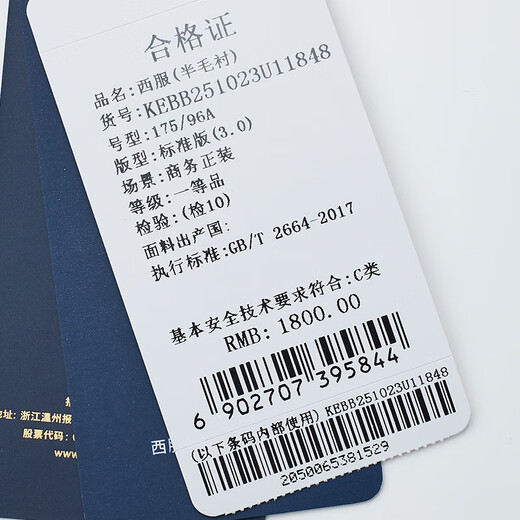 合格证
品名:西服(半毛衬)
货号:KEBB251023U11848
号型:175/96A
版型:标准版(3.0)
场景:商务正装
等级:一等品
检验:(检10)
面料出产国:
执行标准:GB/T 2664-2017
基本安全技术要求符合:C类
RMB: 1800.00
6 902707 395844
(以下条码内部使用) KEBB251023U11848
2050065381529
地址: 浙江温州报
股票代码:
www.
西服